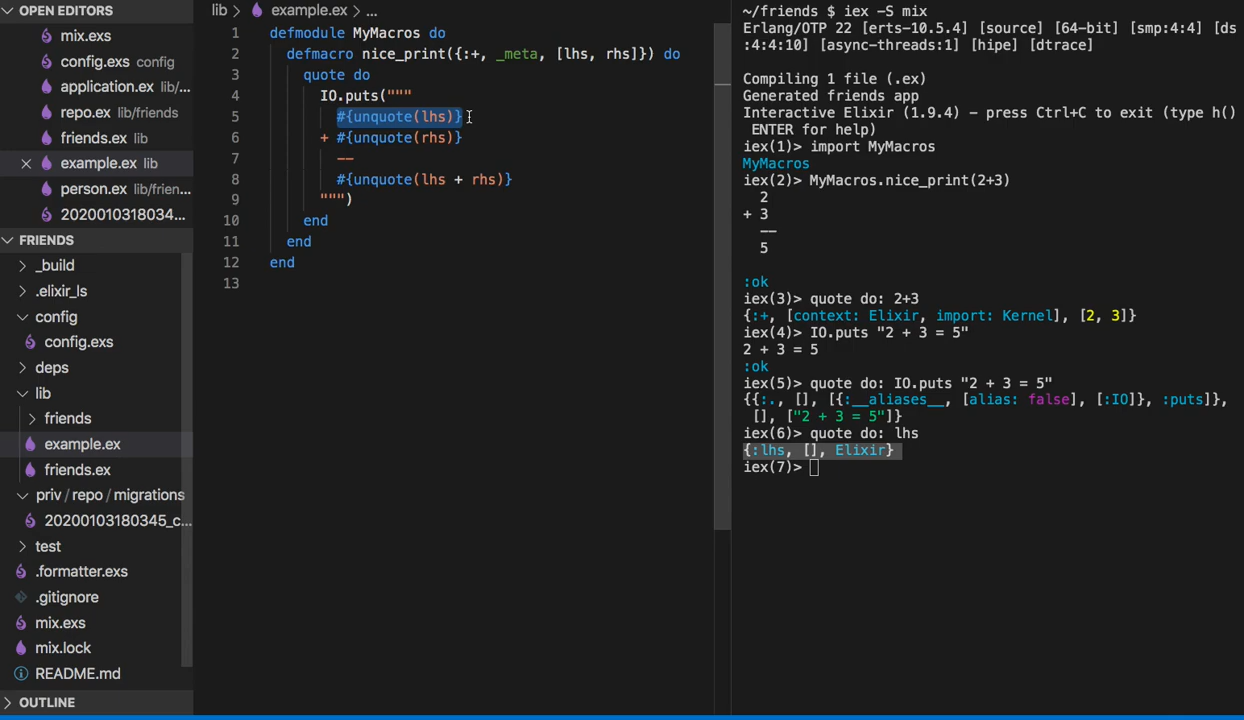 OPEN EDITORS
mix.exs
config.exs config
application.ex lib/...
repo.ex lib/friends
friends.ex lib
example.ex lib
person.ex lib/frien...
2020010318034...
FRIENDS
_build
.elixir_ls
config
config.exs
deps
lib
friends
example.ex
friends.ex
priv / repo / migrations
20200103180345_c...
test
.formatter.exs
.gitignore
mix.exs
mix.lock
README.md
OUTLINE
lib > example.ex > ...
1 defmodule MyMacros do
2 defmacro nice_print({:+, _meta, [lhs, rhs]}) do
3 quote do
4 IO.puts("""
5 #{unquote(lhs)}
6 + #{unquote(rhs)}
7 --
8 #{unquote(lhs + rhs)}
9 """)
10 end
11 end
12 end
13
~/friends $ iex -S mix
Erlang/OTP 22 [erts-10.5.4] [source] [64-bit] [smp:4:4] [ds
:4:4:10] [async-threads:1] [hipe] [dtrace]
Compiling 1 file (.ex)
Generated friends app
Interactive Elixir (1.9.4) - press Ctrl+C to exit (type h()
ENTER for help)
iex(1)> import MyMacros
MyMacros
iex(2)> MyMacros.nice_print(2+3)
2
+ 3
--
5
:ok
iex(3)> quote do: 2+3
{:+, [context: Elixir, import: Kernel], [2, 3]}
iex(4)> IO.puts "2 + 3 = 5"
2 + 3 = 5
:ok
iex(5)> quote do: IO.puts "2 + 3 = 5"
{{:., [], [{:__aliases__, [alias: false], [:IO]}, :puts]},
[], ["2 + 3 = 5"]}
iex(6)> quote do: lhs
{:lhs, [], Elixir}
iex(7)>